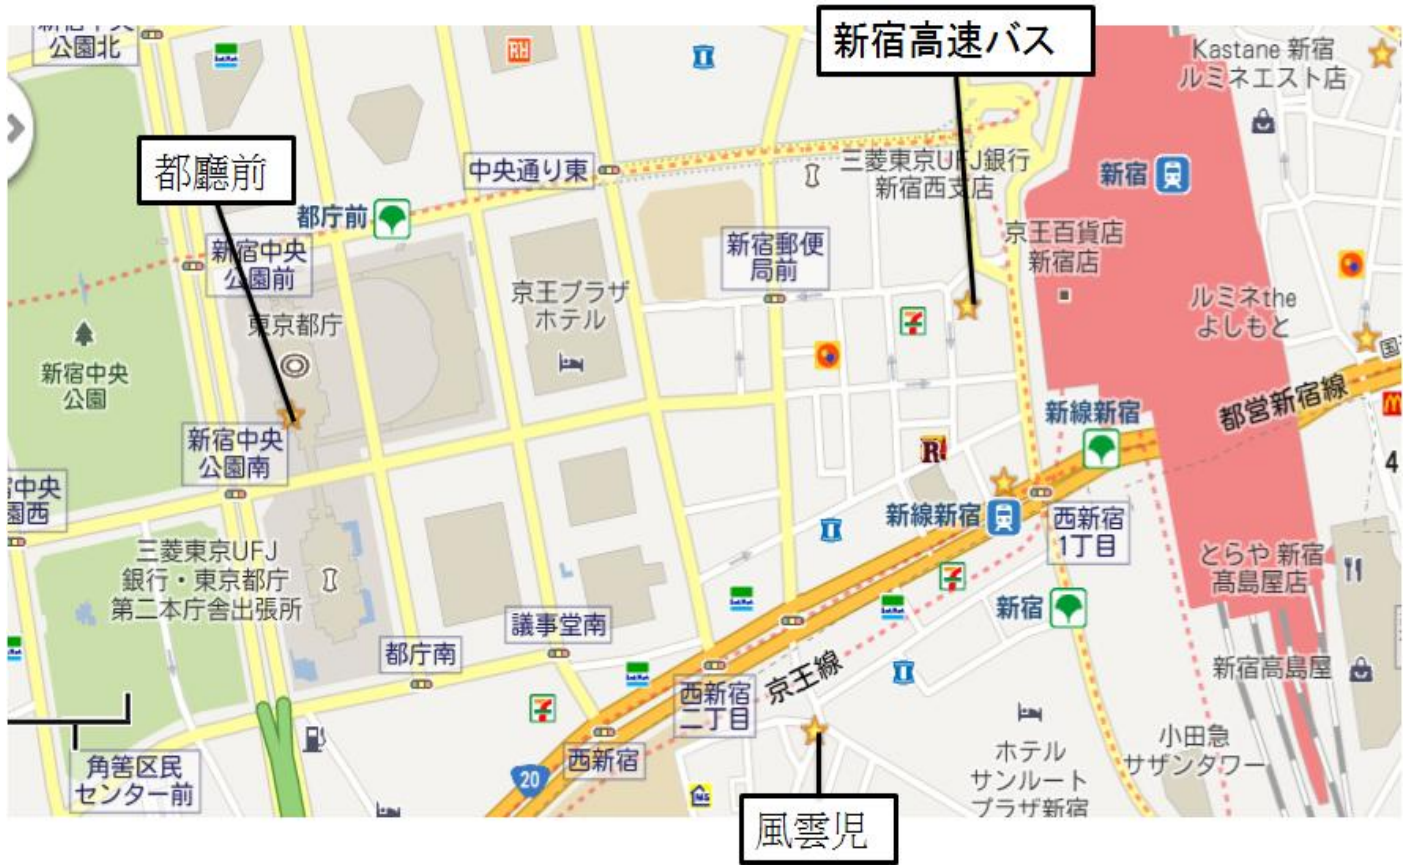 新宿中央
公園北
新宿高速バス
Kastane 新宿
ルミネエスト店
都廳前
中央通り東
三菱東京UFJ銀行
新宿西支店
新宿
都庁前
新宿中央
公園前
新宿郵便
局前
京王百貨店
新宿店
京王プラザ
ホテル
東京都庁
ルミネthe
よしもと
新宿中央
公園
国
都営新宿線
新線新宿
新宿中央
公園南
R
4
宿中央
園西
新線新宿
西新宿
1丁目
三菱東京UFJ
銀行・東京都庁
第二本庁舎出張所
とらや 新宿
髙島屋店
新宿
議事堂南
都庁南
新宿高島屋
京王線
西新宿
二丁目
西新宿
20
角筈区民
センター前
小田急
サザンタワー
ホテル
サンルート
プラザ新宿
風雲児